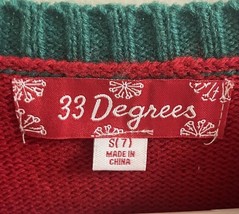 33 Degrees
S(7)
MADE IN
CHINA